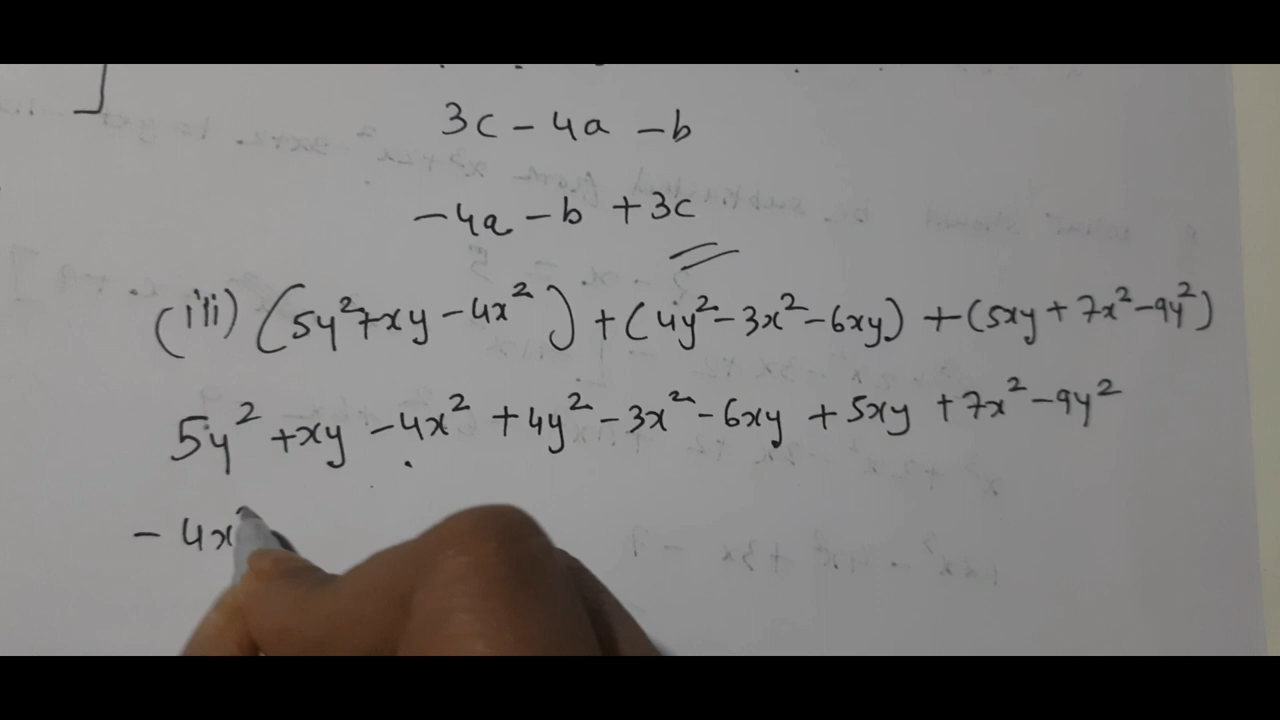 3c - 4a - b
-4a - b + 3c
(iii) (5y²+xy - 4x²) + (4y² - 3x² - 6xy) + (5xy + 7x² - 9y²)
5y² + xy - 4x² + 4y² - 3x² - 6xy + 5xy + 7x² - 9y²
- 4x²